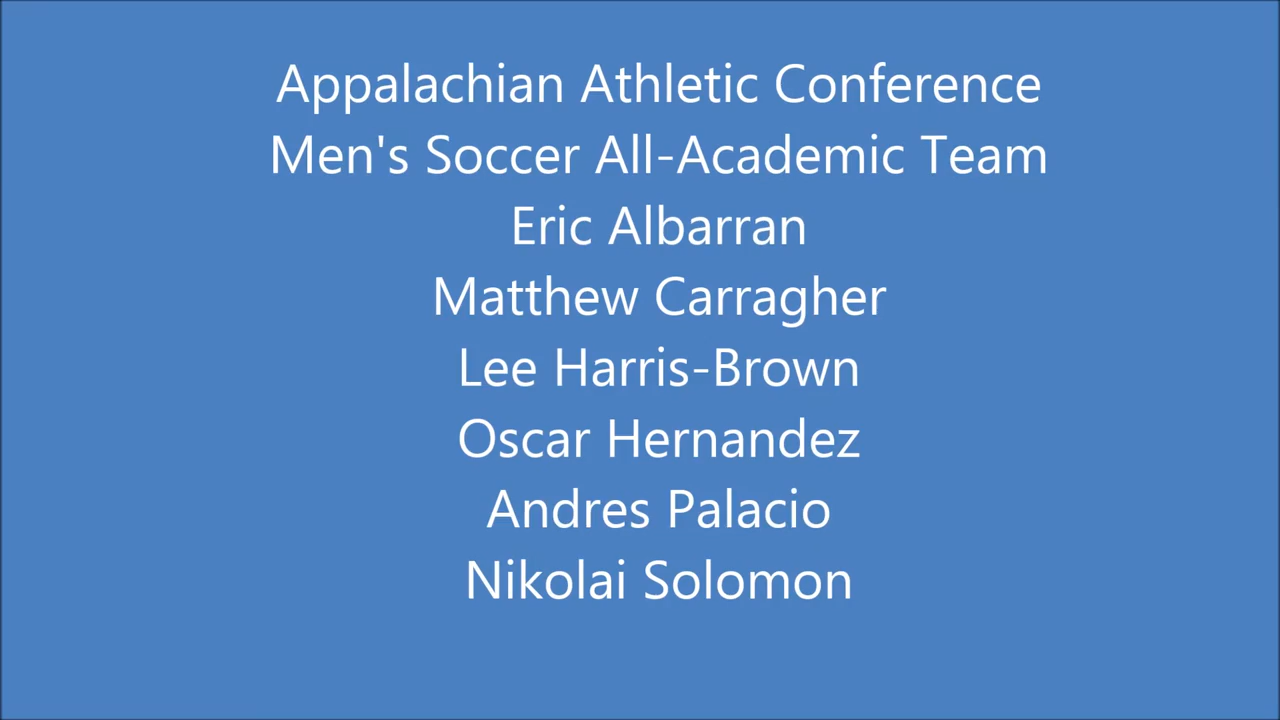 Appalachian Athletic Conference
Men's Soccer All-Academic Team
Eric Albarran
Matthew Carragher
Lee Harris-Brown
Oscar Hernandez
Andres Palacio
Nikolai Solomon